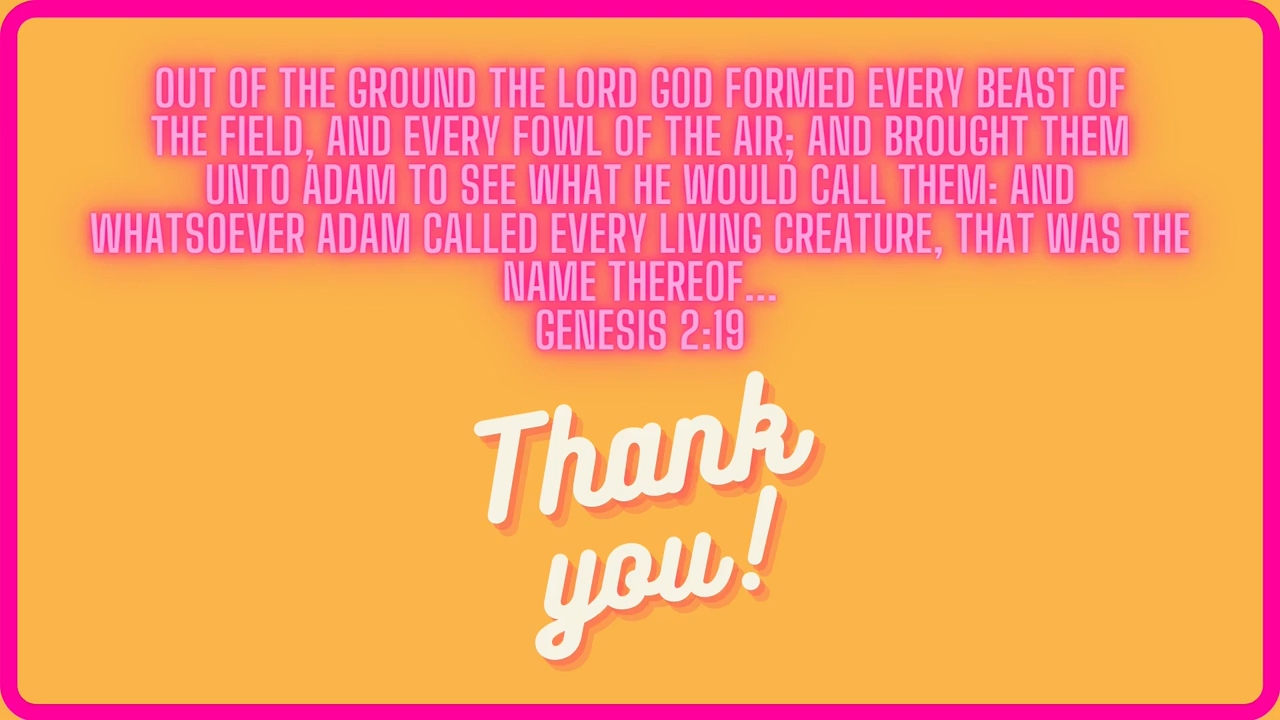 OUT OF THE GROUND THE LORD GOD FORMED EVERY BEAST OF
THE FIELD, AND EVERY FOWL OF THE AIR; AND BROUGHT THEM
UNTO ADAM TO SEE WHAT HE WOULD CALL THEM: AND
WHATSOEVER ADAM CALLED EVERY LIVING CREATURE, THAT WAS THE
NAME THEREOF...
GENESIS 2:19
Thank
you!